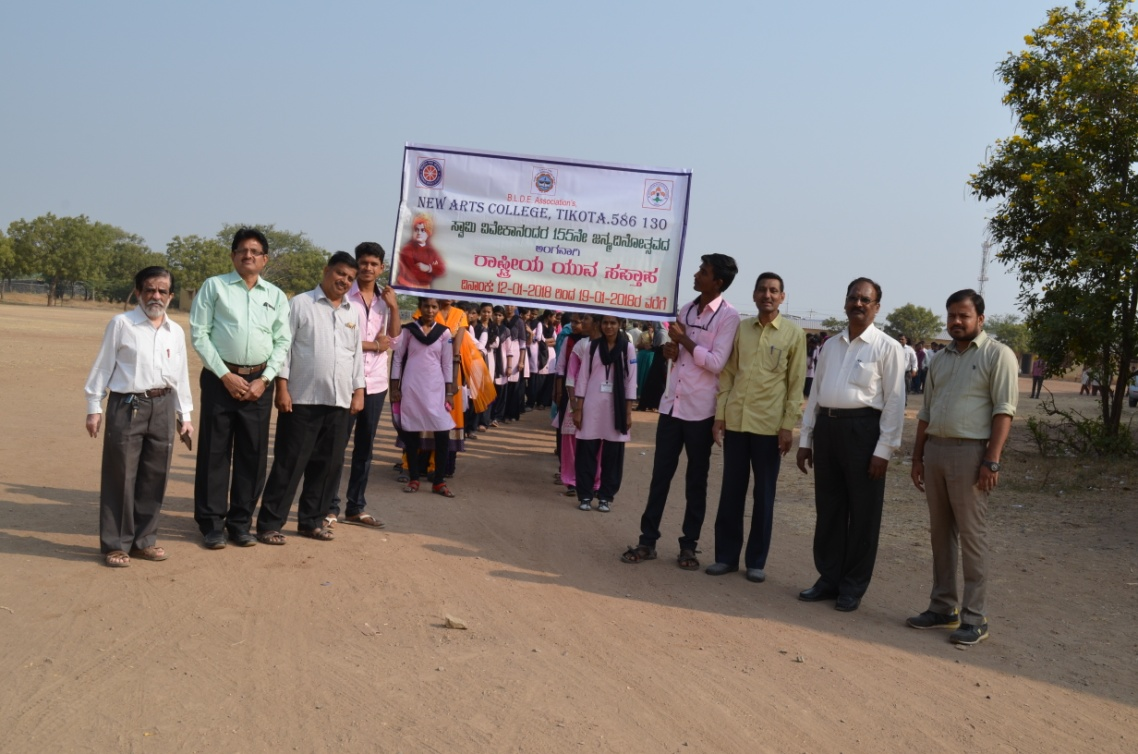 B.L.D.E. Association's,
NEW ARTS COLLEGE, TIKOTA.586 130
ಸ್ವಾಮಿ ವಿವೇಕಾನಂದರ 155ನೇ ಜನ್ಮದಿನೋತ್ಸವದ
ಅಂಗವಾಗಿ
ರಾಷ್ಟ್ರೀಯ ಯುವ ಸಪ್ತಾಹ
ದಿನಾಂಕ: 12-01-2018 ರಿಂದ 19-01-2018ರ ವರೆಗೆ